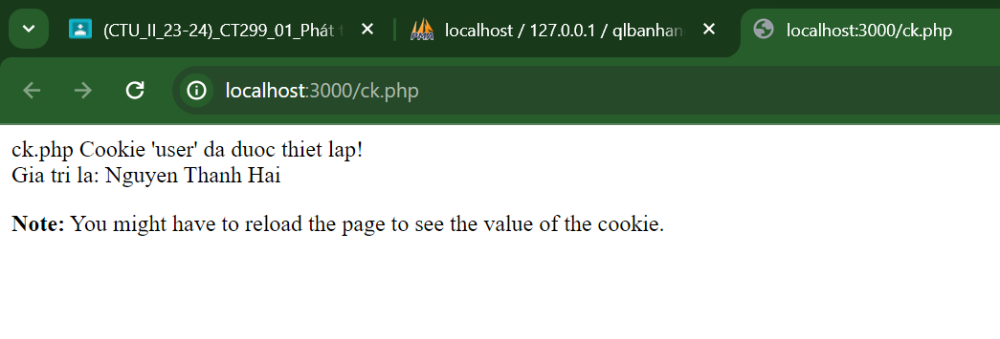 (CTU_II_23-24)_CT299_01_Phát
PMA localhost / 127.0.0.1 / qlbanhan
localhost:3000/ck.php
localhost:3000/ck.php
ck.php Cookie 'user' da duoc thiet lap!
Gia tri la: Nguyen Thanh Hai
Note: You might have to reload the page to see the value of the cookie.